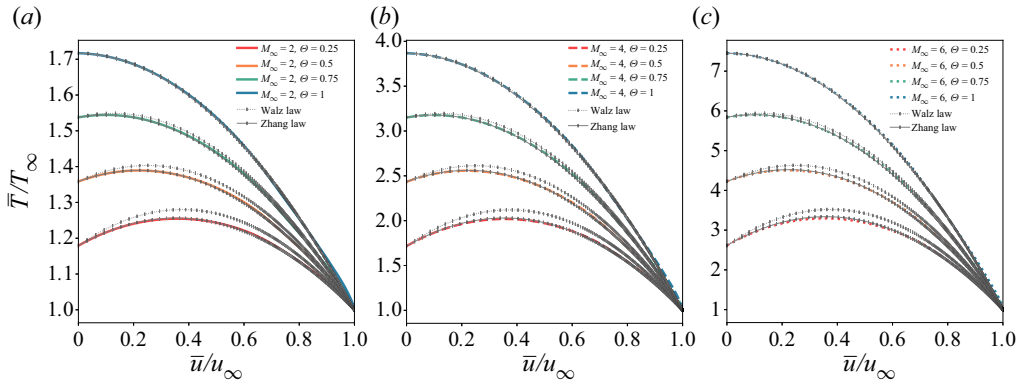 (a)
(b)
(c)
T̅/T∞
1.7
1.6
1.5
1.4
1.3
1.2
1.1
1.0
M∞ = 2, Θ = 0.25
M∞ = 2, Θ = 0.5
M∞ = 2, Θ = 0.75
M∞ = 2, Θ = 1
Walz law
Zhang law
0 0.2 0.4 0.6 0.8 1.0
u̅/u∞
4.0
3.5
3.0
2.5
2.0
1.5
1.0
M∞ = 4, Θ = 0.25
M∞ = 4, Θ = 0.5
M∞ = 4, Θ = 0.75
M∞ = 4, Θ = 1
Walz law
Zhang law
0 0.2 0.4 0.6 0.8 1.0
u̅/u∞
7
6
5
4
3
2
1
M∞ = 6, Θ = 0.25
M∞ = 6, Θ = 0.5
M∞ = 6, Θ = 0.75
M∞ = 6, Θ = 1
Walz law
Zhang law
0 0.2 0.4 0.6 0.8 1.0
u̅/u∞